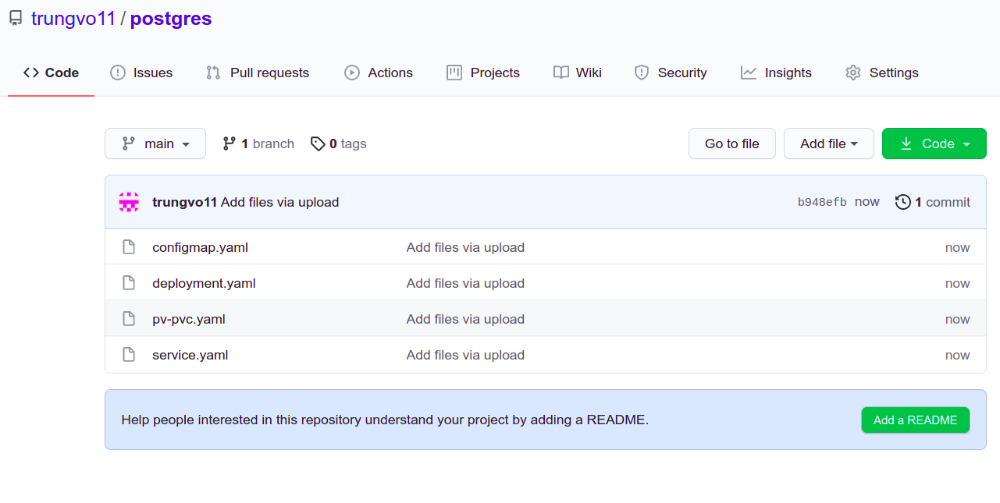 trungvo11 / postgres
Code Issues Pull requests Actions Projects Wiki Security Insights Settings
main 1 branch 0 tags Go to file Add file Code
trungvo11 Add files via upload b948efb now 1 commit
configmap.yaml Add files via upload now
deployment.yaml Add files via upload now
pv-pvc.yaml Add files via upload now
service.yaml Add files via upload now
Help people interested in this repository understand your project by adding a README. Add a README